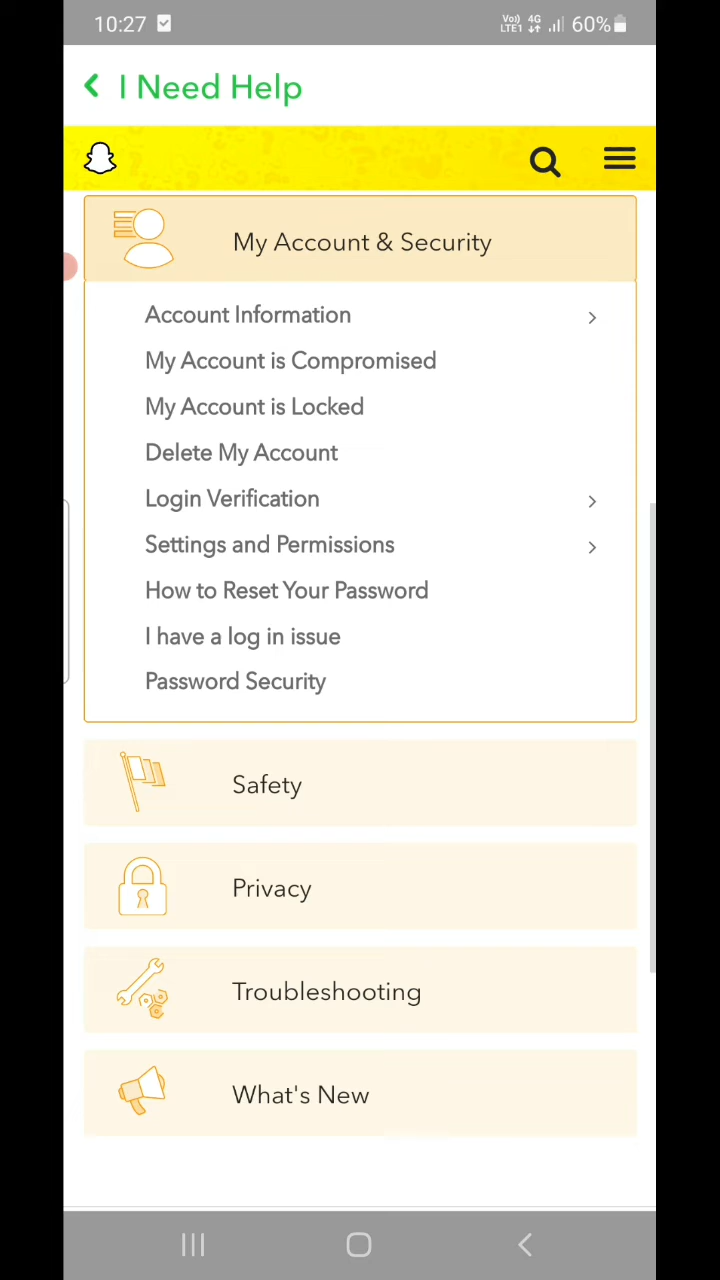 10:27
Vo)) 4G
LTE1 60%
I Need Help
My Account & Security
Account Information
My Account is Compromised
My Account is Locked
Delete My Account
Login Verification
Settings and Permissions
How to Reset Your Password
I have a log in issue
Password Security
Safety
Privacy
Troubleshooting
What's New